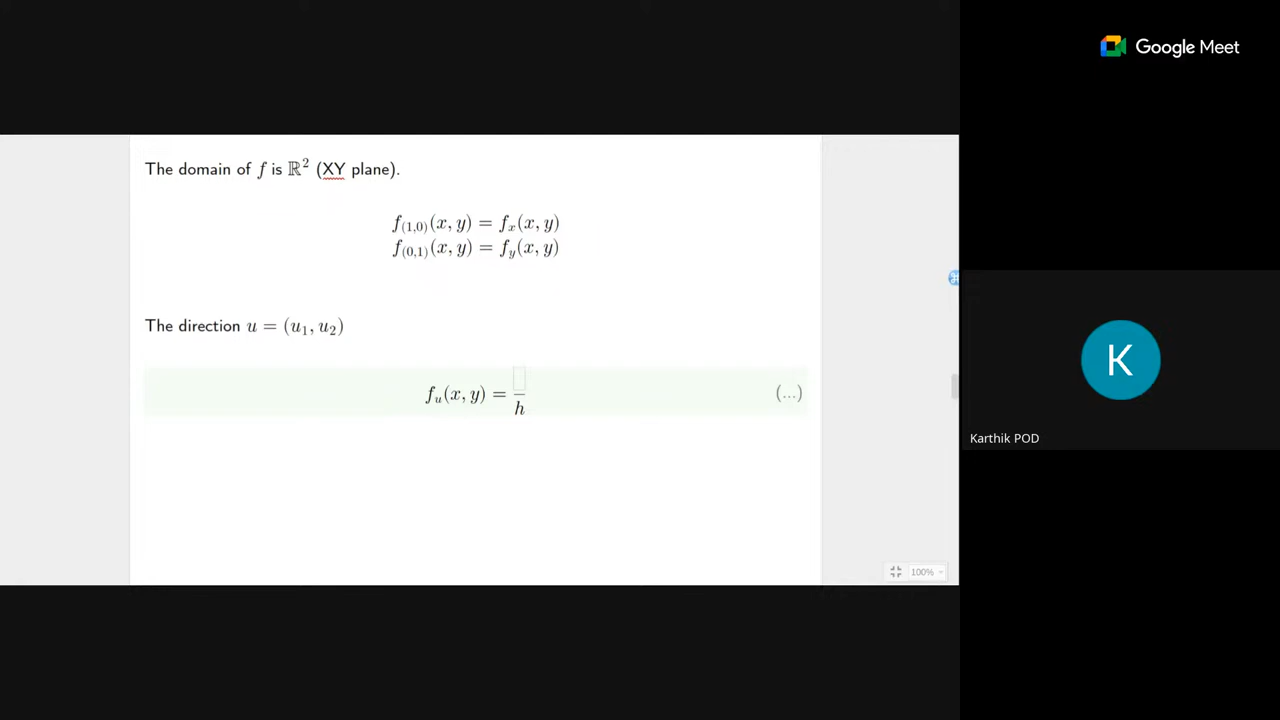 Google Meet
The domain of f is ℝ² (XY plane).
f₍₁,₀₎(x, y) = fₓ(x, y)
f₍₀,₁₎(x, y) = f_y(x, y)
The direction u = (u₁, u₂)
fᵤ(x, y) = □/h (...)
K
Karthik POD
100%